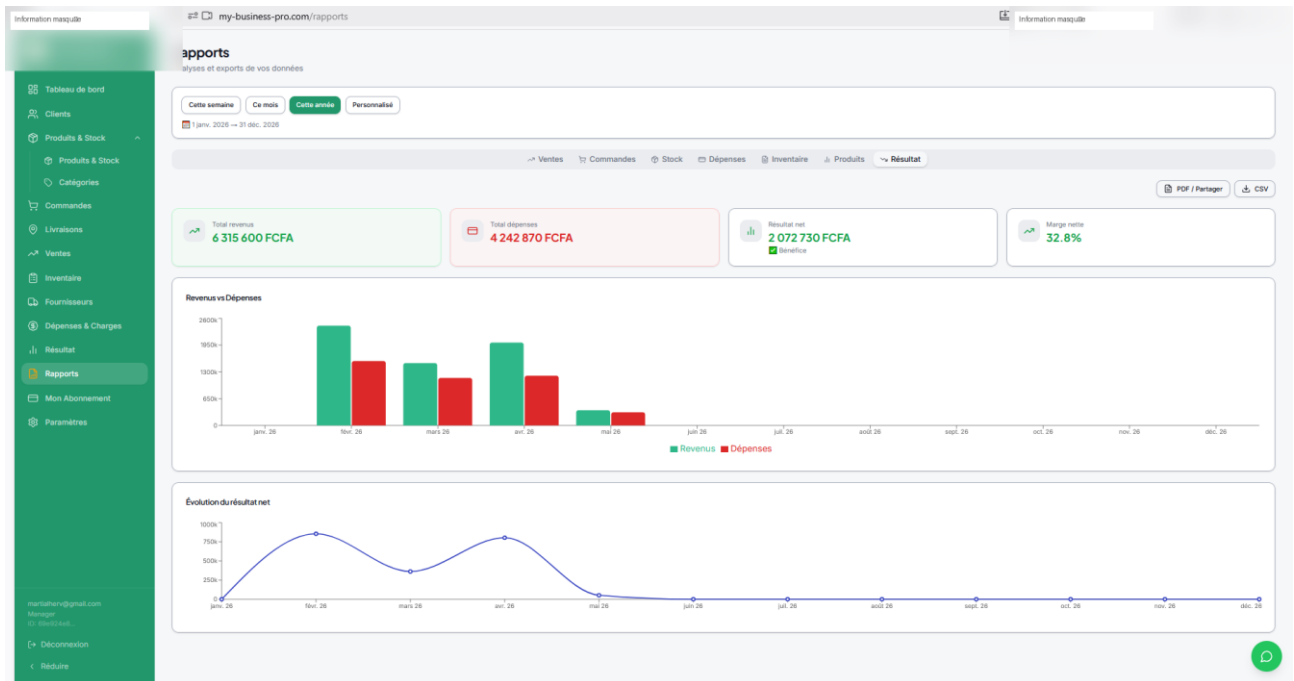 Information masquée
my-business-pro.com/rapports
Information masquée
apports
alyses et exports de vos données
Tableau de bord
Clients
Produits & Stock
Produits & Stock
Catégories
Commandes
Livraisons
Ventes
Inventaire
Fournisseurs
Dépenses & Charges
Résultat
Rapports
Mon Abonnement
Paramètres
Manager
Déconnexion
Réduire
Cette semaine Ce mois Cette année Personnalisé
1 janv. 2026 → 31 déc. 2026
Ventes Commandes Stock Dépenses Inventaire Produits Résultat
PDF / Partager CSV
Total revenus
6 315 600 FCFA
Total dépenses
4 242 870 FCFA
Résultat net
2 072 730 FCFA
Bénéfice
Marge nette
32.8%
Revenus vs Dépenses
2600k
1950k
1300k
650k
0
janv. 26 févr. 26 mars 26 avr. 26 mai 26 juin 26 juil. 26 août 26 sept. 26 oct. 26 nov. 26 déc. 26
Revenus Dépenses
Évolution du résultat net
1000k
750k
500k
250k
0
janv. 26 févr. 26 mars 26 avr. 26 mai 26 juin 26 juil. 26 août 26 sept. 26 oct. 26 nov. 26 déc. 26